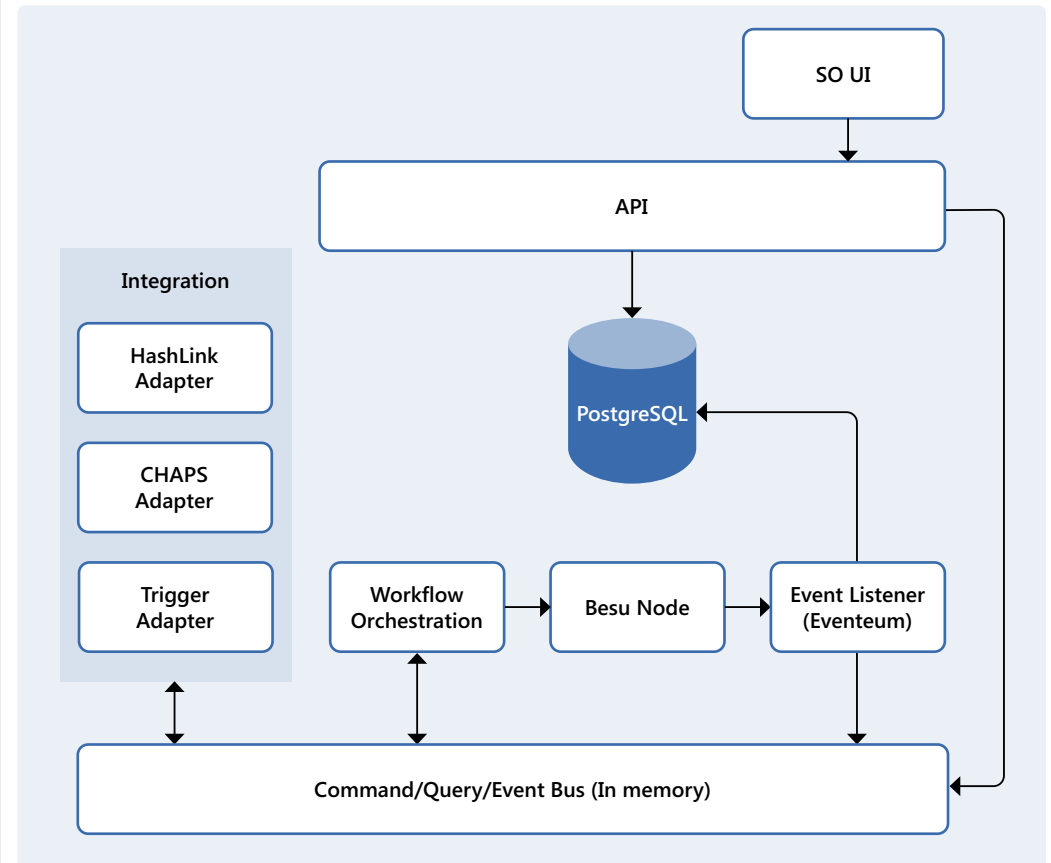 SO UI
API
Integration
HashLink
Adapter
CHAPS
Adapter
Trigger
Adapter
PostgreSQL
Workflow
Orchestration
Besu Node
Event Listener
(Eventeum)
Command/Query/Event Bus (In memory)